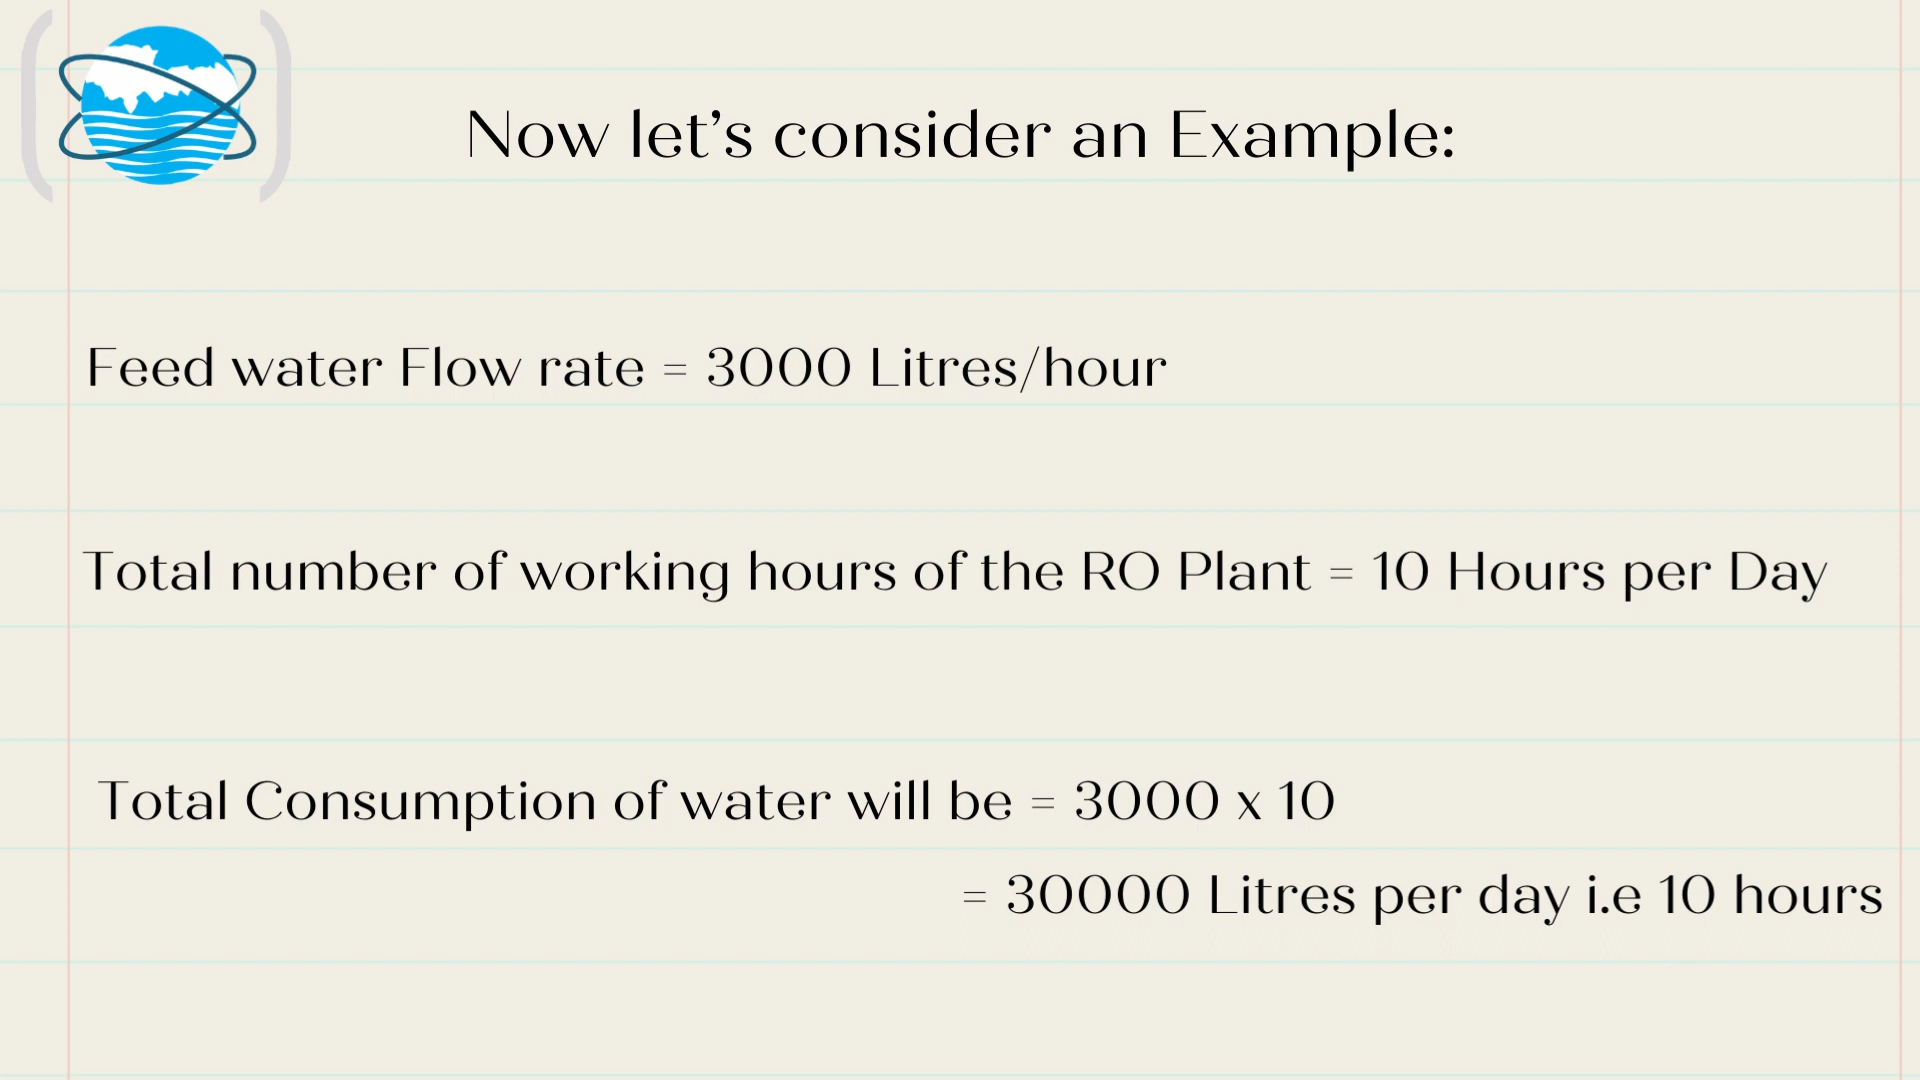 Now let’s consider an Example:
Feed water Flow rate = 3000 Litres/hour
Total number of working hours of the RO Plant = 10 Hours per Day
Total Consumption of water will be = 3000 x 10
= 30000 Litres per day i.e 10 hours